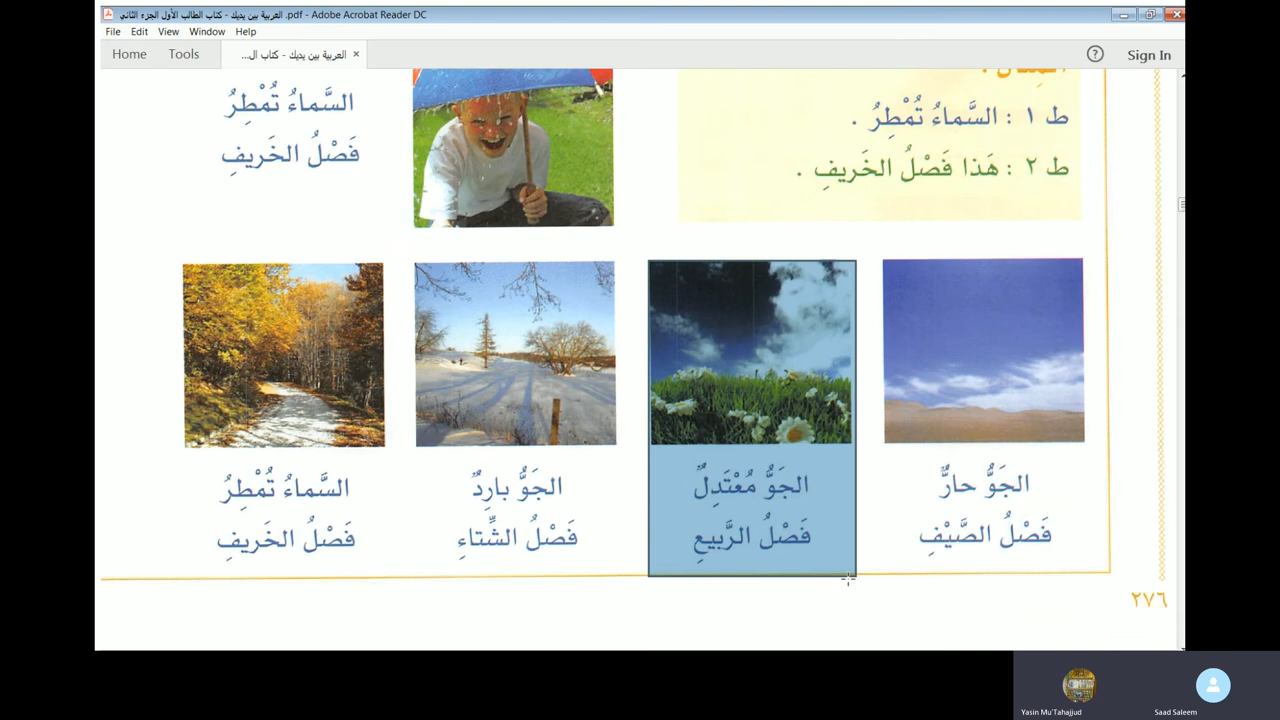 العربية بين يديك - كتاب الطالب الأول الجزء الثاني .pdf - Adobe Acrobat Reader DC
File Edit View Window Help
Home Tools العربية بين يديك - كتاب ال... × ? Sign In
ط ١ : السَّماءُ تُمْطِرُ .
ط ٢ : هَذا فَصْلُ الخَريفِ .
السَّماءُ تُمْطِرُ
فَصْلُ الخَريفِ
الجَوُّ حارٌّ
فَصْلُ الصَّيْفِ
الجَوُّ مُعْتَدِلٌ
فَصْلُ الرَّبيعِ
الجَوُّ بارِدٌ
فَصْلُ الشِّتاءِ
السَّماءُ تُمْطِرُ
فَصْلُ الخَريفِ
٢٧٦
Yasin Mu'Tahajjud
Saad Saleem